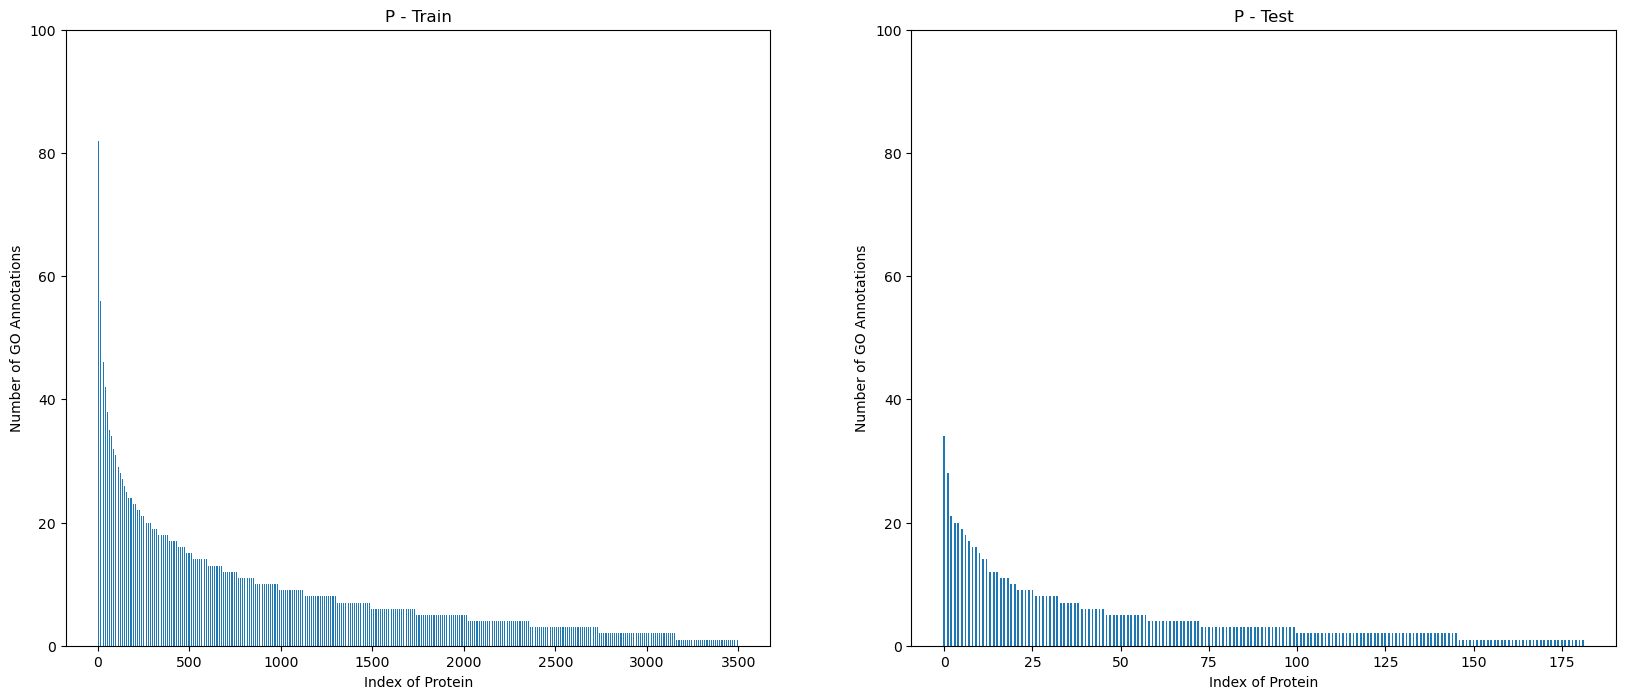 P - Train
100
80
60
40
20
0
Number of GO Annotations
0 500 1000 1500 2000 2500 3000 3500
Index of Protein
P - Test
100
80
60
40
20
0
Number of GO Annotations
0 25 50 75 100 125 150 175
Index of Protein